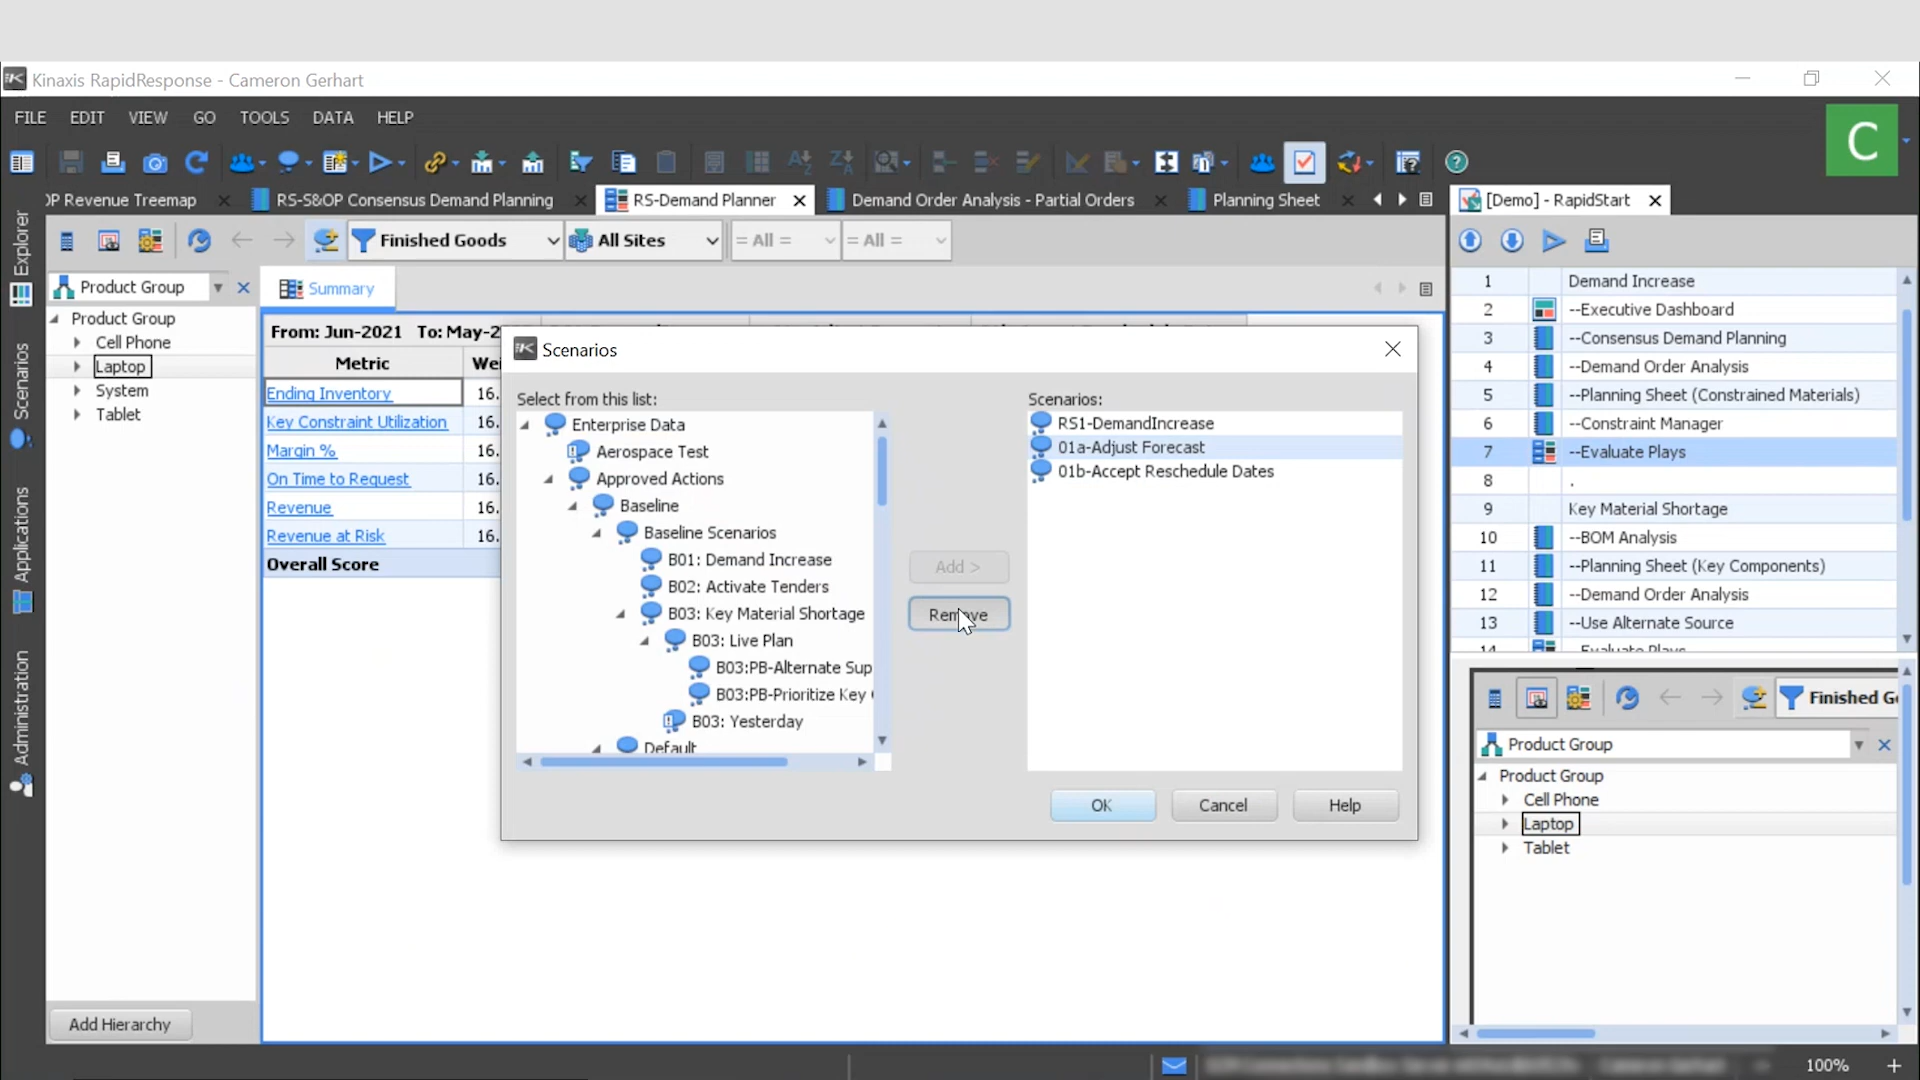 Kinaxis RapidResponse - Cameron Gerhart
FILE EDIT VIEW GO TOOLS DATA HELP
C
OP Revenue Treemap
RS-S&OP Consensus Demand Planning
RS-Demand Planner
Demand Order Analysis - Partial Orders
Planning Sheet
[Demo] - RapidStart
Explorer
Scenarios
Applications
Administration
Finished Goods
All Sites
= All =
= All =
Product Group
Product Group
Cell Phone
Laptop
System
Tablet
Add Hierarchy
Summary
From: Jun-2021 To: May-2
Metric
Wei
Ending Inventory 16.
Key Constraint Utilization 16.
Margin % 16.
On Time to Request 16.
Revenue 16.
Revenue at Risk 16.
Overall Score
Scenarios
Select from this list:
Enterprise Data
Aerospace Test
Approved Actions
Baseline
Baseline Scenarios
B01: Demand Increase
B02: Activate Tenders
B03: Key Material Shortage
B03: Live Plan
B03:PB-Alternate Sup
B03:PB-Prioritize Key
B03: Yesterday
Default
Add >
Remove
Scenarios:
RS1-DemandIncrease
01a-Adjust Forecast
01b-Accept Reschedule Dates
OK
Cancel
Help
1 Demand Increase
2 --Executive Dashboard
3 --Consensus Demand Planning
4 --Demand Order Analysis
5 --Planning Sheet (Constrained Materials)
6 --Constraint Manager
7 --Evaluate Plays
8 .
9 Key Material Shortage
10 --BOM Analysis
11 --Planning Sheet (Key Components)
12 --Demand Order Analysis
13 --Use Alternate Source
14 --Evaluate Plays
Finished Go
Product Group
Product Group
Cell Phone
Laptop
Tablet
100%